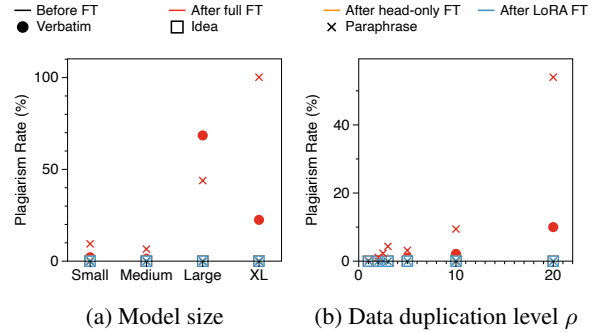 Before FT After full FT After head-only FT After LoRA FT
Verbatim Idea Paraphrase
Plagiarism Rate (%)
100
50
0
Small Medium Large XL
(a) Model size
Plagiarism Rate (%)
40
20
0
0 10 20
(b) Data duplication level ρ